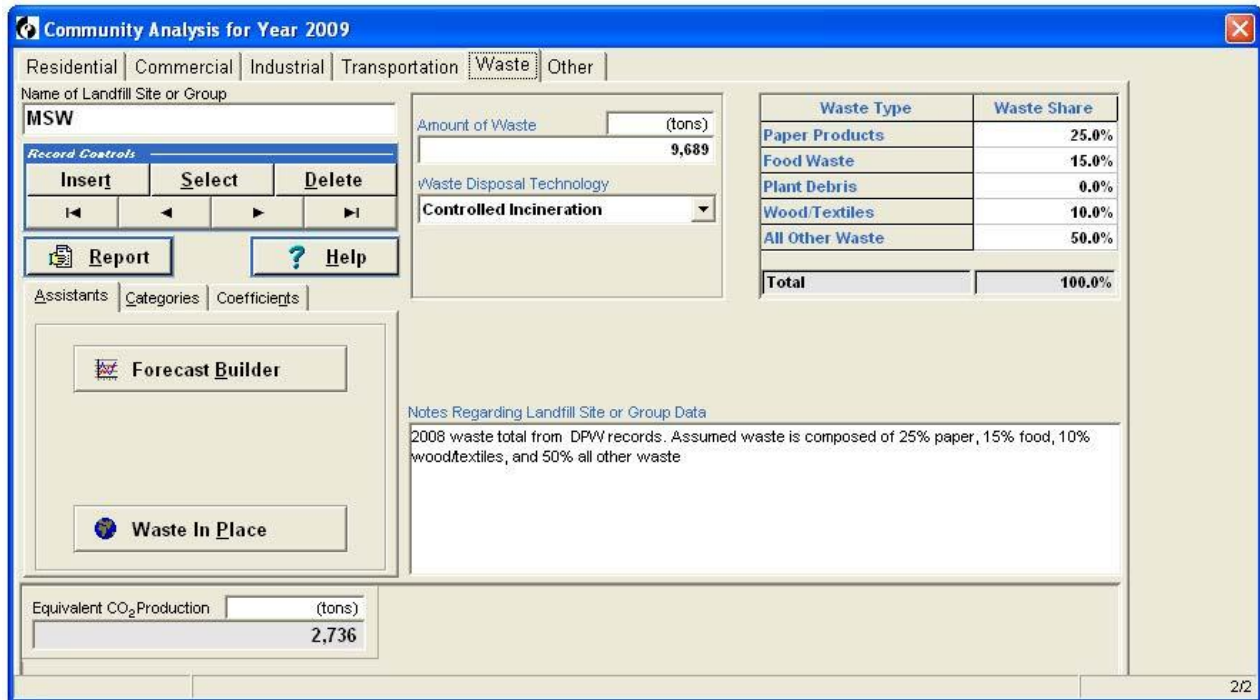 Community Analysis for Year 2009
Residential Commercial Industrial Transportation Waste Other
Name of Landfill Site or Group
MSW
Record Controls
Insert Select Delete
Report Help
Assistants Categories Coefficients
Forecast Builder
Waste In Place
Amount of Waste (tons)
9,689
Waste Disposal Technology
Controlled Incineration
Waste Type Waste Share
Paper Products 25.0%
Food Waste 15.0%
Plant Debris 0.0%
Wood/Textiles 10.0%
All Other Waste 50.0%
Total 100.0%
Notes Regarding Landfill Site or Group Data
2008 waste total from DPW records. Assumed waste is composed of 25% paper, 15% food, 10%
wood/textiles, and 50% all other waste
Equivalent CO₂ Production (tons)
2,736
2/2